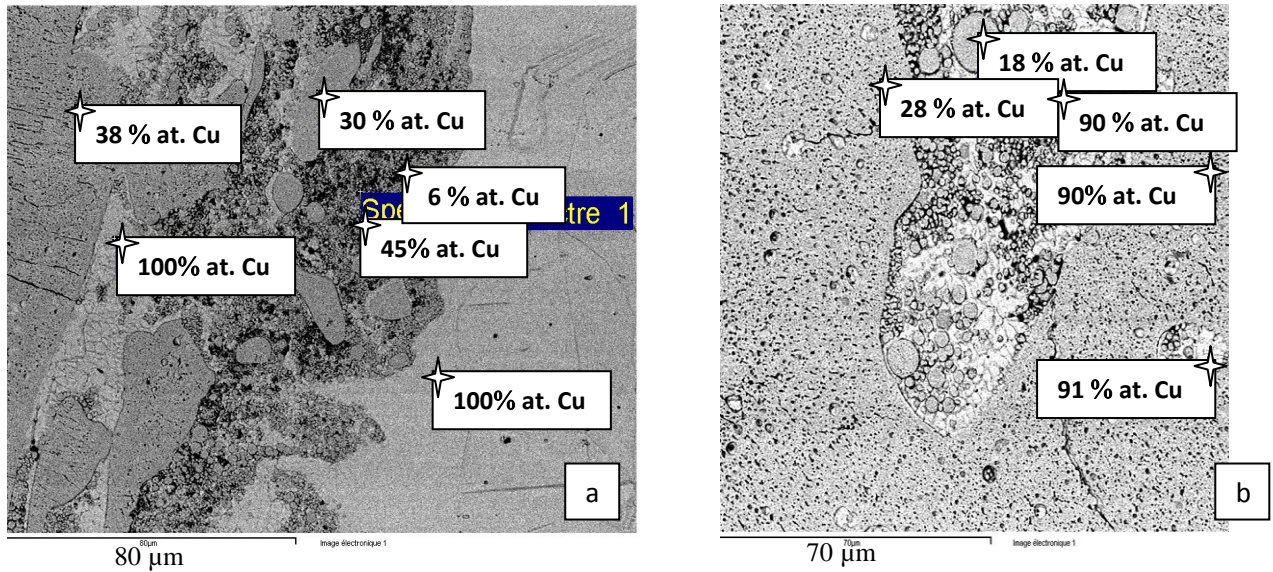 38 % at. Cu
30 % at. Cu
6 % at. Cu
Spe
tre 1
45% at. Cu
100% at. Cu
100% at. Cu
a
80µm
Image électronique 1
80 µm
18 % at. Cu
28 % at. Cu
90 % at. Cu
90% at. Cu
91 % at. Cu
b
70µm
Image électronique 1
70 µm